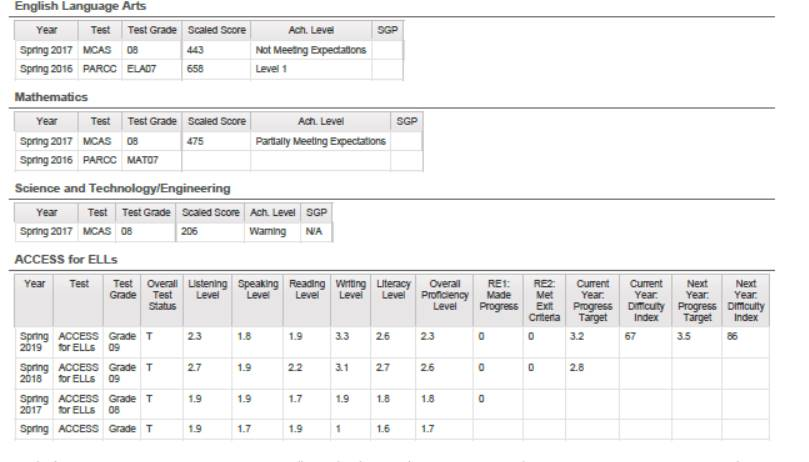 English Language Arts
Year Test Test Grade Scaled Score Ach. Level SGP
Spring 2017 MCAS 08 443 Not Meeting Expectations
Spring 2016 PARCC ELA07 658 Level 1
Mathematics
Year Test Test Grade Scaled Score Ach. Level SGP
Spring 2017 MCAS 08 475 Partially Meeting Expectations
Spring 2016 PARCC MAT07
Science and Technology/Engineering
Year Test Test Grade Scaled Score Ach. Level SGP
Spring 2017 MCAS 08 206 Warning N/A
ACCESS for ELLs
Year Test Test Overall Listening Speaking Reading Writing Literacy Overall RE1: RE2: Current Current Next Next
Grade Test Level Level Level Level Level Proficiency Made Met Year: Year: Year: Year:
Status Level Progress Exit Progress Difficulty Progress Difficulty
Criteria Target Index Target Index
Spring ACCESS Grade T 2.3 1.8 1.9 3.3 2.6 2.3 0 0 3.2 67 3.5 86
2019 for ELLs 09
Spring ACCESS Grade T 2.7 1.9 2.2 3.1 2.7 2.6 0 0 2.8
2018 for ELLs 09
Spring ACCESS Grade T 1.9 1.9 1.7 1.9 1.8 1.8 0
2017 for ELLs 08
Spring ACCESS Grade T 1.9 1.7 1.9 1 1.6 1.7